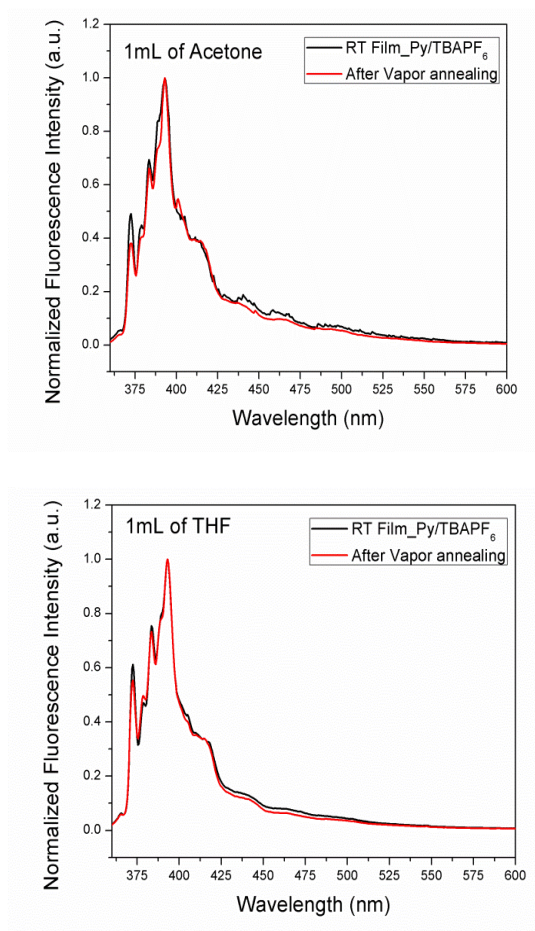 1.2
1mL of Acetone
RT Film_Py/TBAPF6
After Vapor annealing
1.0
0.8
0.6
0.4
0.2
0.0
Normalized Fluorescence Intensity (a.u.)
375 400 425 450 475 500 525 550 575 600
Wavelength (nm)
1.2
1mL of THF
RT Film_Py/TBAPF6
After Vapor annealing
1.0
0.8
0.6
0.4
0.2
0.0
Normalized Fluorescence Intensity (a.u.)
375 400 425 450 475 500 525 550 575 600
Wavelength (nm)